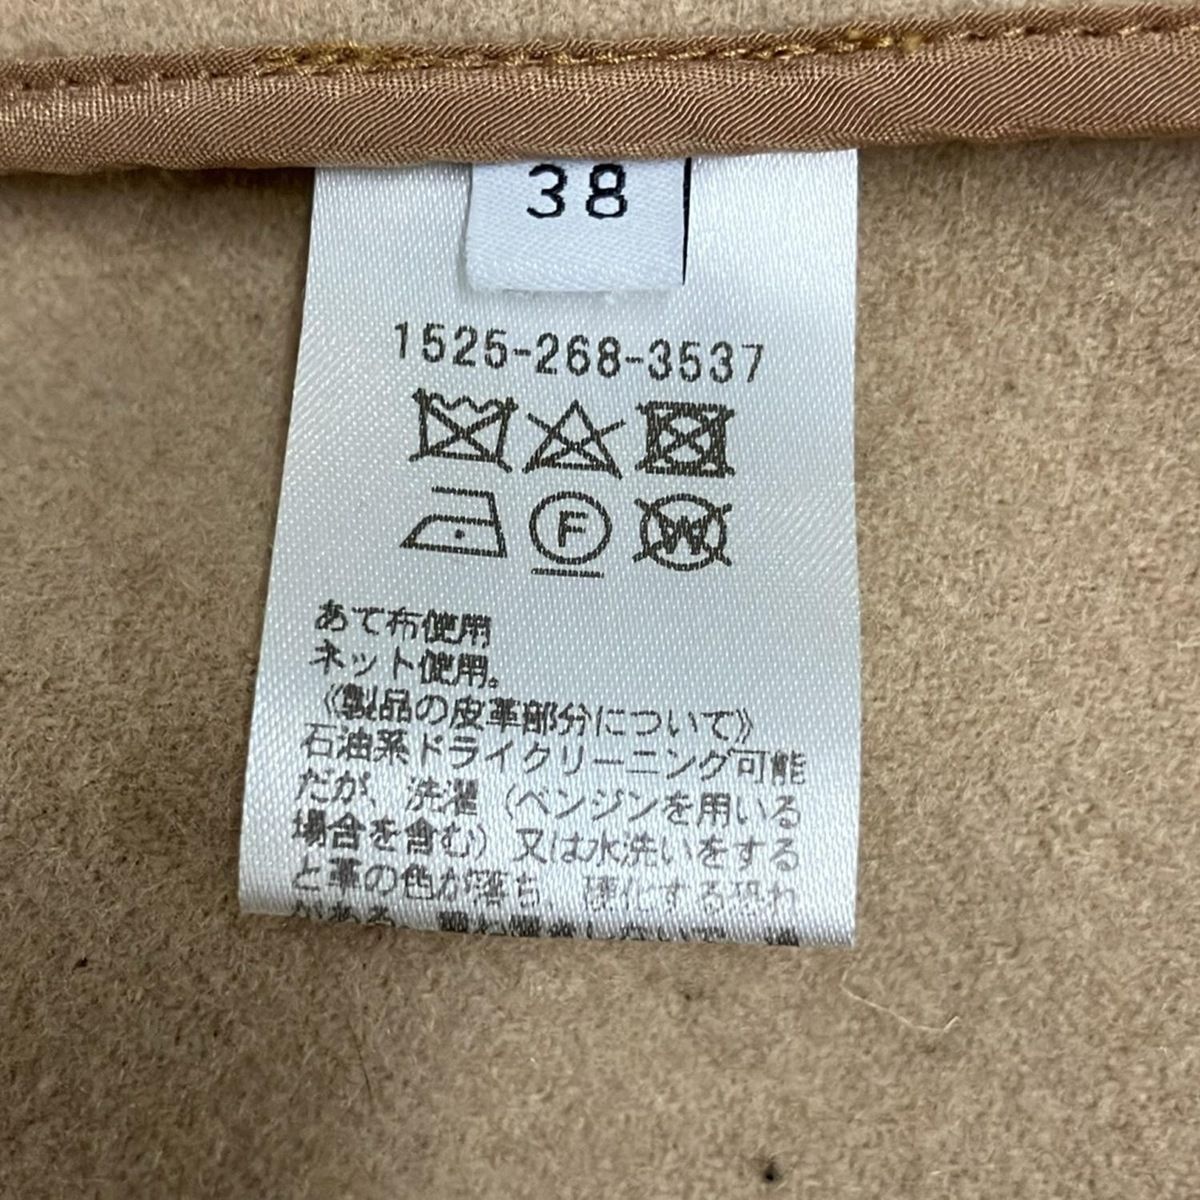 38
1525-268-3537
F
W
あて布使用
ネット使用。
《製品の皮革部分について》
石油系ドライクリーニング可能
だが、洗濯（ベンジンを用いる
場合を含む）又は水洗いをする
と革の色が落ち、硬化する恐れ
がある。